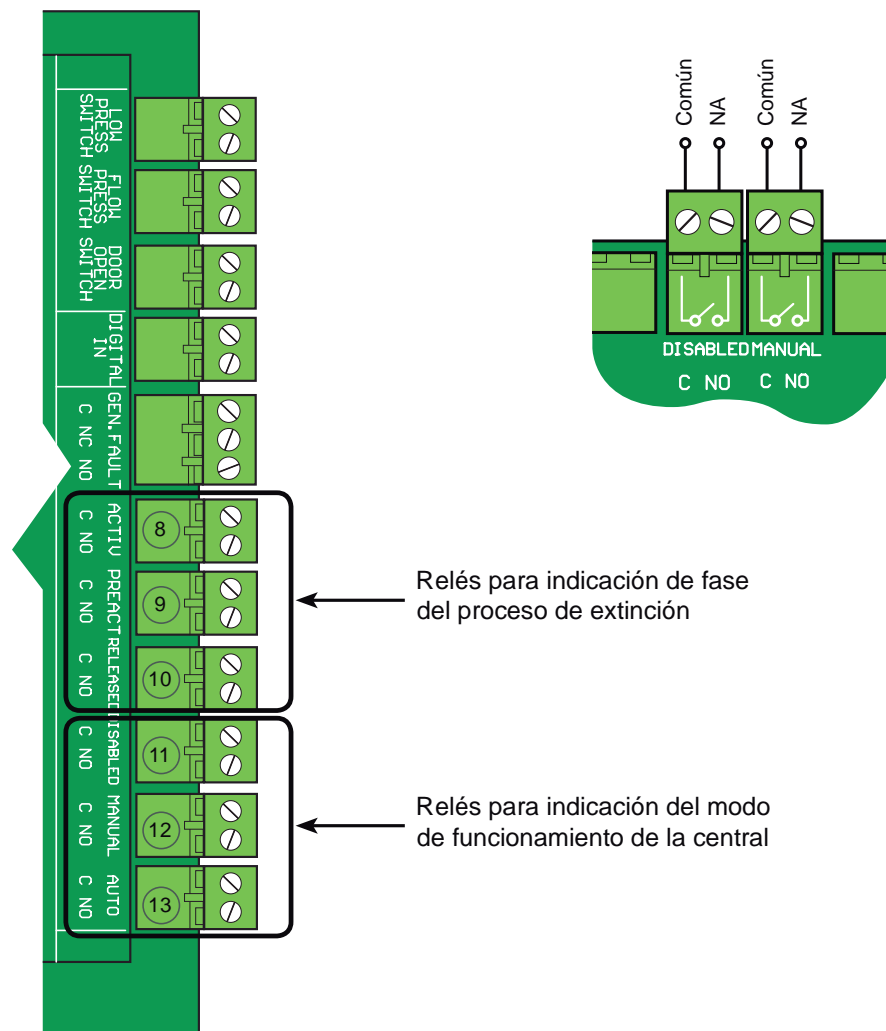 LOW
PRESS
SWITCH
FLOW
PRESS
SWITCH
DOOR
OPEN
SWITCH
DIGITAL
IN
GEN.FAULT
C NC NO
ACTIV
C NO
8
PREACT
C NO
9
RELEASED
C NO
10
DISABLED
C NO
11
MANUAL
C NO
12
AUTO
C NO
13
Relés para indicación de fase
del proceso de extinción
Relés para indicación del modo
de funcionamiento de la central
Común
NA
Común
NA
DISABLED MANUAL
C NO C NO